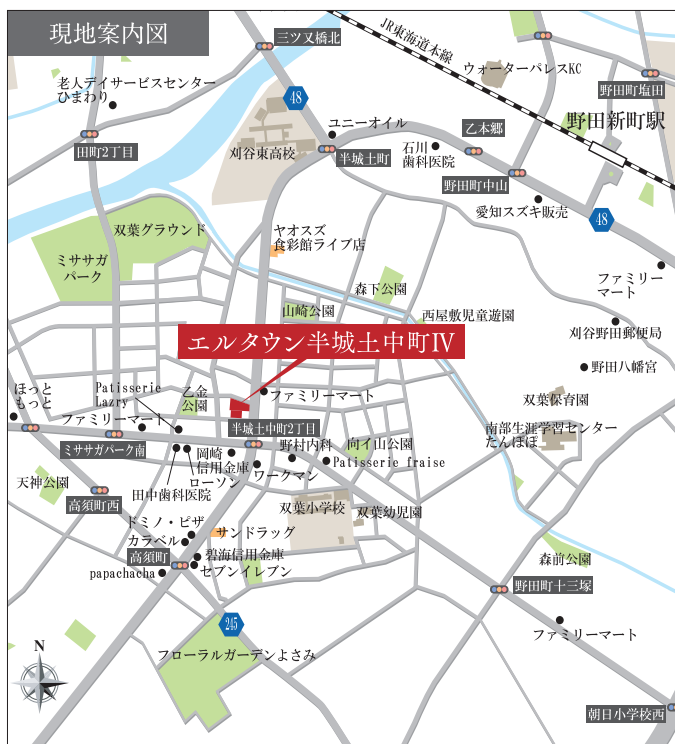 現地案内図
三ツ又橋北
JR東海道本線
ウォーターパレスKC
野田町塩田
老人デイサービスセンター
ひまわり
48
ユニーオイル
乙本郷
野田新町駅
田町2丁目
刈谷東高校
半城土町
石川
歯科医院
野田町中山
愛知スズキ販売
48
双葉グラウンド
ヤオスズ
食彩館ライブ店
ミササガ
パーク
ファミリー
マート
森下公園
山崎公園
西屋敷児童遊園
刈谷野田郵便局
エルタウン半城土中町Ⅳ
野田八幡宮
ほっと
もっと
Patisserie
Lazry
乙金
公園
ファミリーマート
双葉保育園
ファミリーマート
半城土中町2丁目
南部生涯学習センター
たんぽぽ
ミササガパーク南
岡崎
信用金庫
野村内科
向イ山公園
Patisserie fraise
天神公園
ローソン
ワークマン
田中歯科医院
高須町西
双葉小学校
双葉幼児園
ドミノ・ピザ
カラベル
サンドラッグ
高須町
碧海信用金庫
セブンイレブン
papachacha
森前公園
野田町十三塚
245
ファミリーマート
フローラルガーデンよさみ
N
朝日小学校西